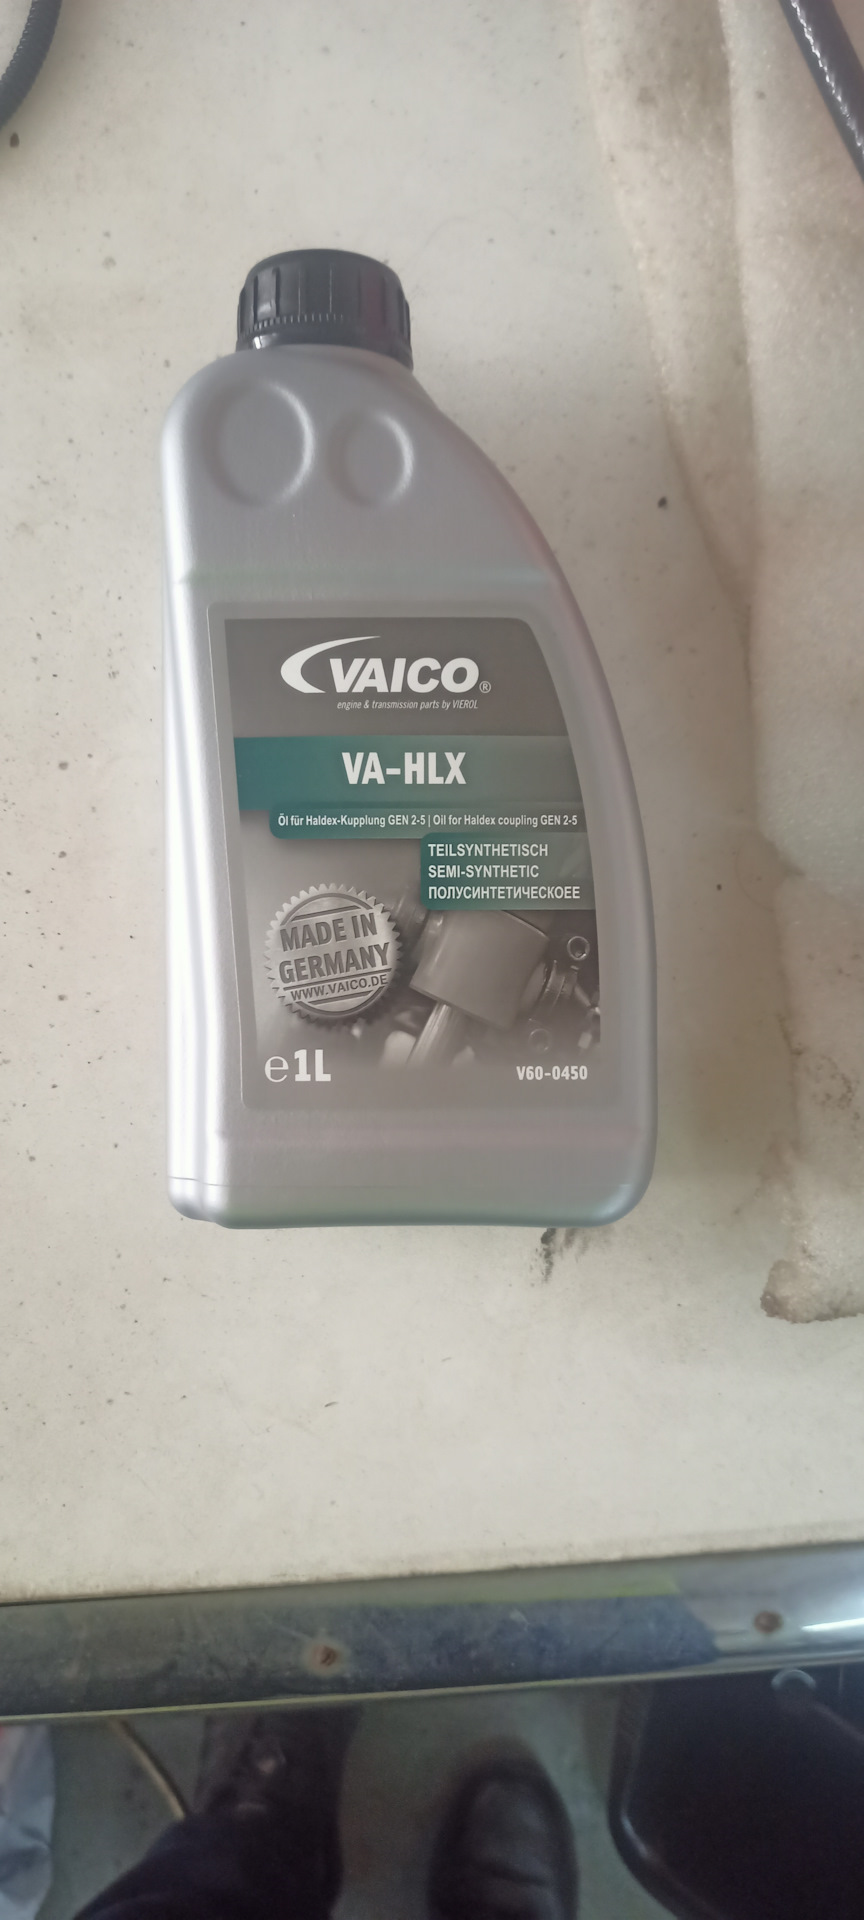 VAICO®
engine & transmission parts by VIEROL
VA-HLX
Öl für Haldex-Kupplung GEN 2-5 | Oil for Haldex coupling GEN 2-5
TEILSYNTHETISCH
SEMI-SYNTHETIC
ПОЛУСИНТЕТИЧЕСКОЕЕ
MADE IN
GERMANY
WWW.VAICO.DE
e1L
V60-0450